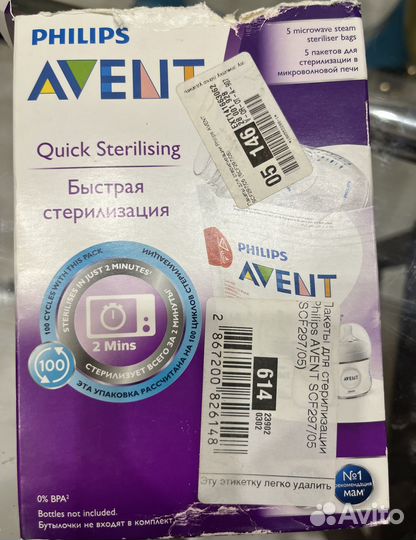 PHILIPS
AVENT
5 microwave steam
steriliser bags
5 пакетов для
стерилизации в
микроволновой печи
Quick Sterilising
Быстрая
стерилизация
05 146
PHILIPS
AVENT
100 CYCLES WITH THIS PACK
STERILISES IN JUST 2 MINUTES
2 Mins
СТЕРИЛИЗУЕТ ВСЕГО ЗА 2 МИНУТЫ
100
ЭТА УПАКОВКА РАССЧИТАНА НА 100 ЦИКЛОВ СТЕРИЛИЗАЦИИ
Пакеты для стерилизации
Philips AVENT SCF297/05
(SCF297/05)
614
23902
0302
2 867200 826148
Эту этикетку легко удалить
AVENT
№1
рекомендация
мам
0% BPA²
Bottles not included.
Бутылочки не входят в комплект
Avito